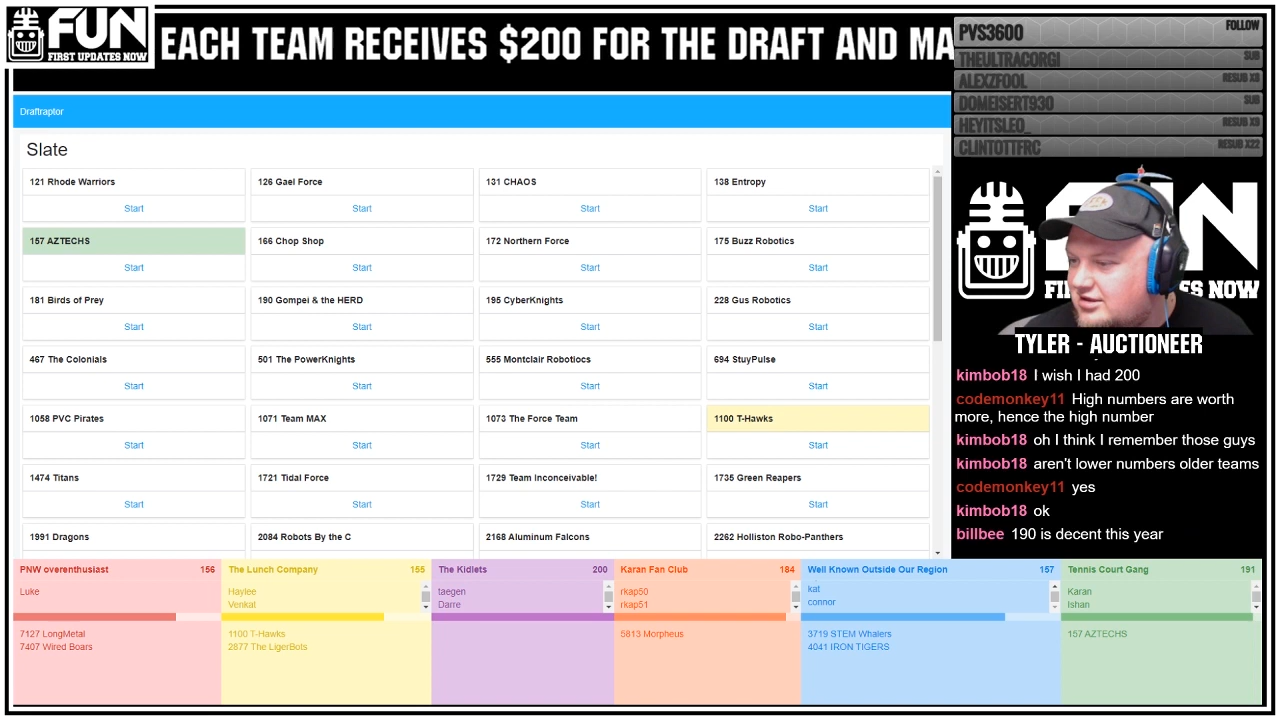 FUN
FIRST UPDATES NOW
EACH TEAM RECEIVES $200 FOR THE DRAFT AND MA
PVS3600 FOLLOW
THEULTRACORGI SUB
ALEXZFOOL RESUB X8
DOMEISERT930 SUB
HEYITSLEO_ RESUB X9
CLINTOTTFRC RESUB X22
Draftraptor
Slate
121 Rhode Warriors 126 Gael Force 131 CHAOS 138 Entropy
Start Start Start Start
157 AZTECHS 166 Chop Shop 172 Northern Force 175 Buzz Robotics
Start Start Start Start
181 Birds of Prey 190 Gompei & the HERD 195 CyberKnights 228 Gus Robotics
Start Start Start Start
467 The Colonials 501 The PowerKnights 555 Montclair Robotiocs 694 StuyPulse
Start Start Start Start
1058 PVC Pirates 1071 Team MAX 1073 The Force Team 1100 T-Hawks
Start Start Start Start
1474 Titans 1721 Tidal Force 1729 Team Inconceivable! 1735 Green Reapers
Start Start Start Start
1991 Dragons 2084 Robots By the C 2168 Aluminum Falcons 2262 Holliston Robo-Panthers
FUN
FI ES NOW
TYLER - AUCTIONEER
kimbob18 I wish I had 200
codemonkey11 High numbers are worth
more, hence the high number
kimbob18 oh I think I remember those guys
kimbob18 aren't lower numbers older teams
codemonkey11 yes
kimbob18 ok
billbee 190 is decent this year
PNW overenthusiast 156
Luke
7127 LongMetal
7407 Wired Boars
The Lunch Company 155
Haylee
Venkat
1100 T-Hawks
2877 The LigerBots
The Kidlets 200
taegen
Darre
Karan Fan Club 184
rkap50
rkap51
5813 Morpheus
Well Known Outside Our Region 157
kat
connor
3719 STEM Whalers
4041 IRON TIGERS
Tennis Court Gang 191
Karan
Ishan
157 AZTECHS